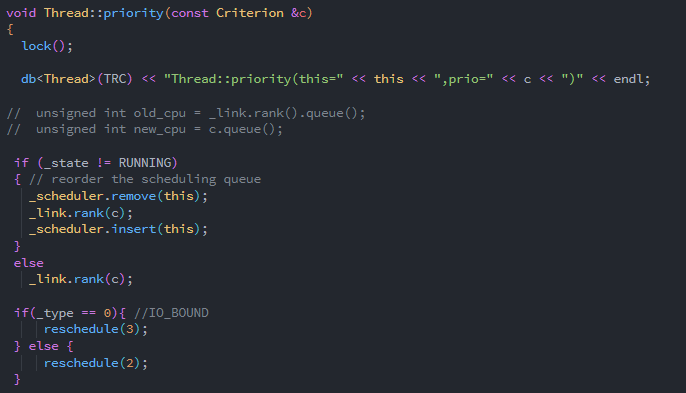 void Thread::priority(const Criterion &c)
{
  lock();

  db<Thread>(TRC) << "Thread::priority(this=" << this << ",prio=" << c << ")" << endl;

//  unsigned int old_cpu = _link.rank().queue();
//  unsigned int new_cpu = c.queue();

 if (_state != RUNNING)
 { // reorder the scheduling queue
   _scheduler.remove(this);
   _link.rank(c);
   _scheduler.insert(this);
 }
 else
   _link.rank(c);

 if(_type == 0){ //IO_BOUND
     reschedule(3);
 } else {
     reschedule(2);
 }